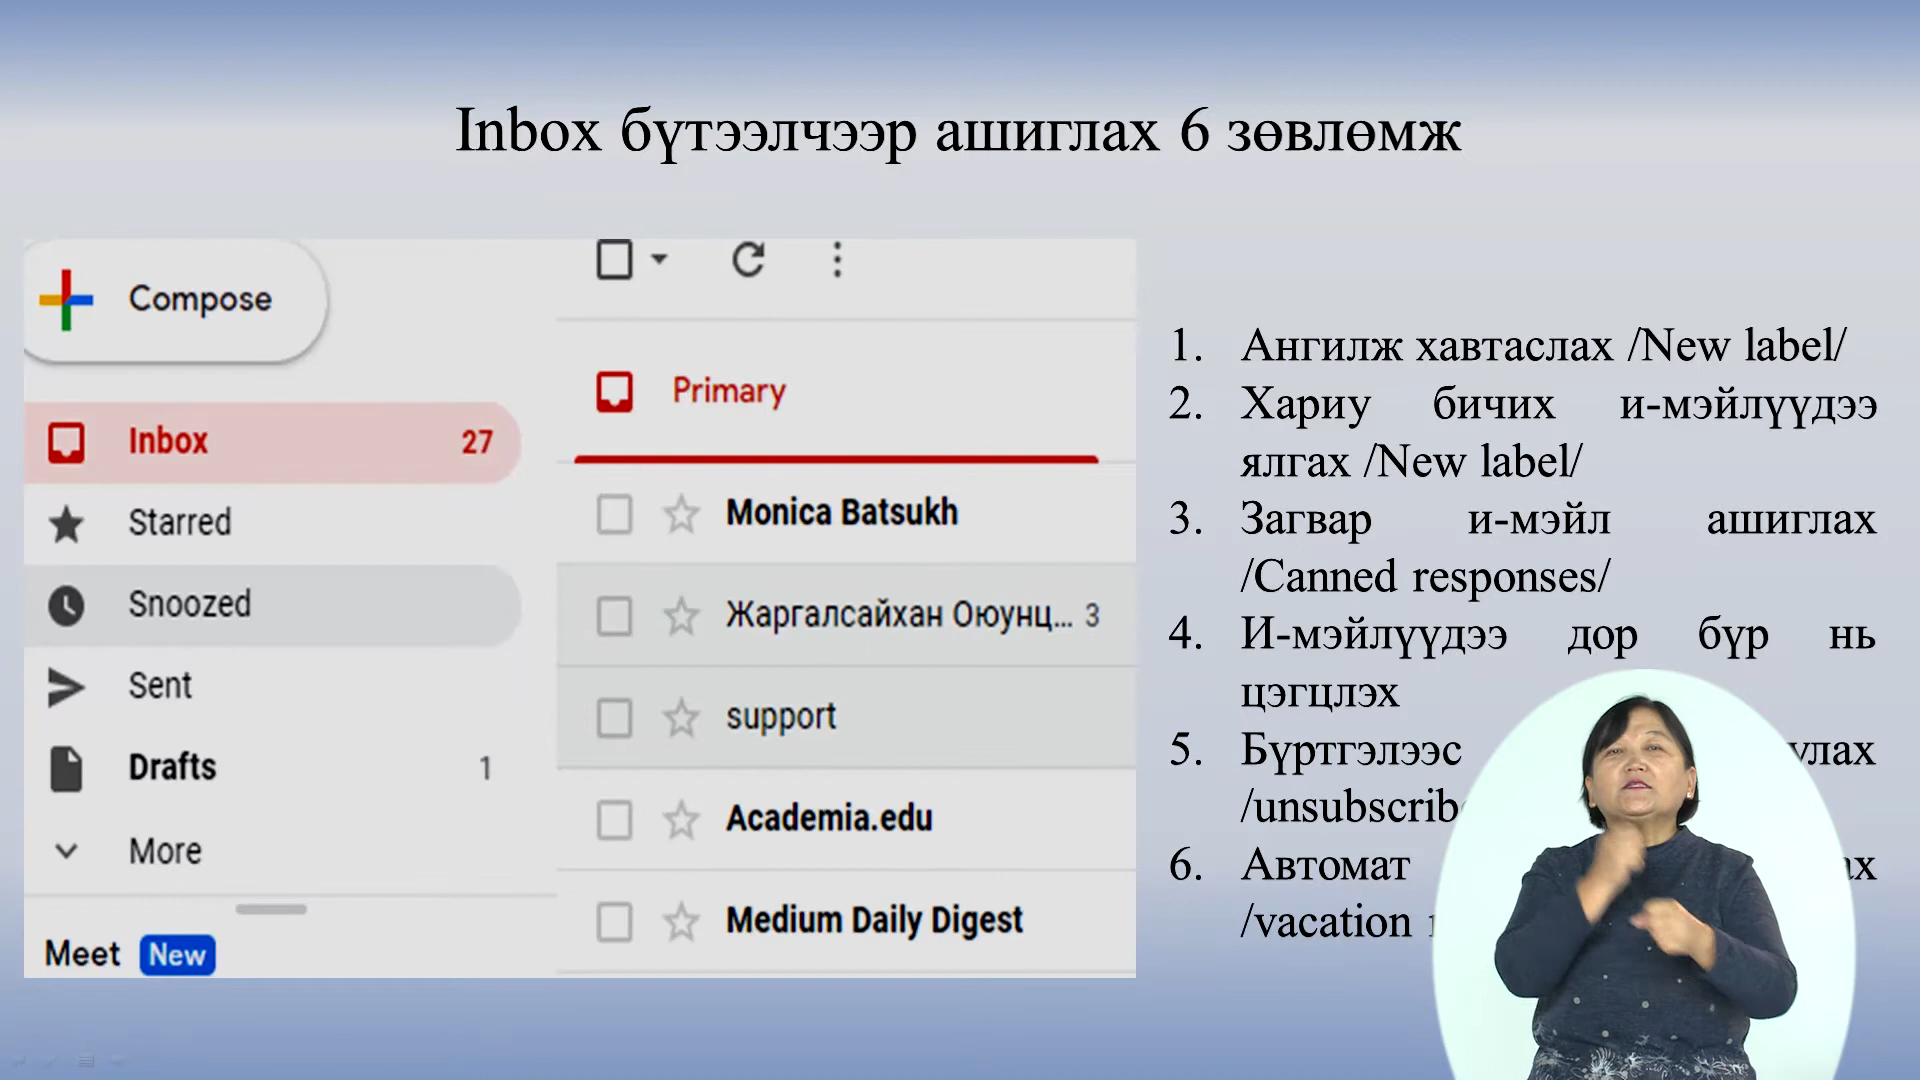 Inbox бүтээлчээр ашиглах 6 зөвлөмж
Compose
Inbox 27
Starred
Snoozed
Sent
Drafts 1
More
Meet New
Primary
Monica Batsukh
Жаргалсайхан Оюунц... 3
support
Academia.edu
Medium Daily Digest
1. Ангилж хавтаслах /New label/
2. Хариу бичих и-мэйлүүдээ
ялгах /New label/
3. Загвар и-мэйл ашиглах
/Canned responses/
4. И-мэйлүүдээ дор бүр нь
цэгцлэх
5. Бүртгэлээс
6. Автомат
/vacation